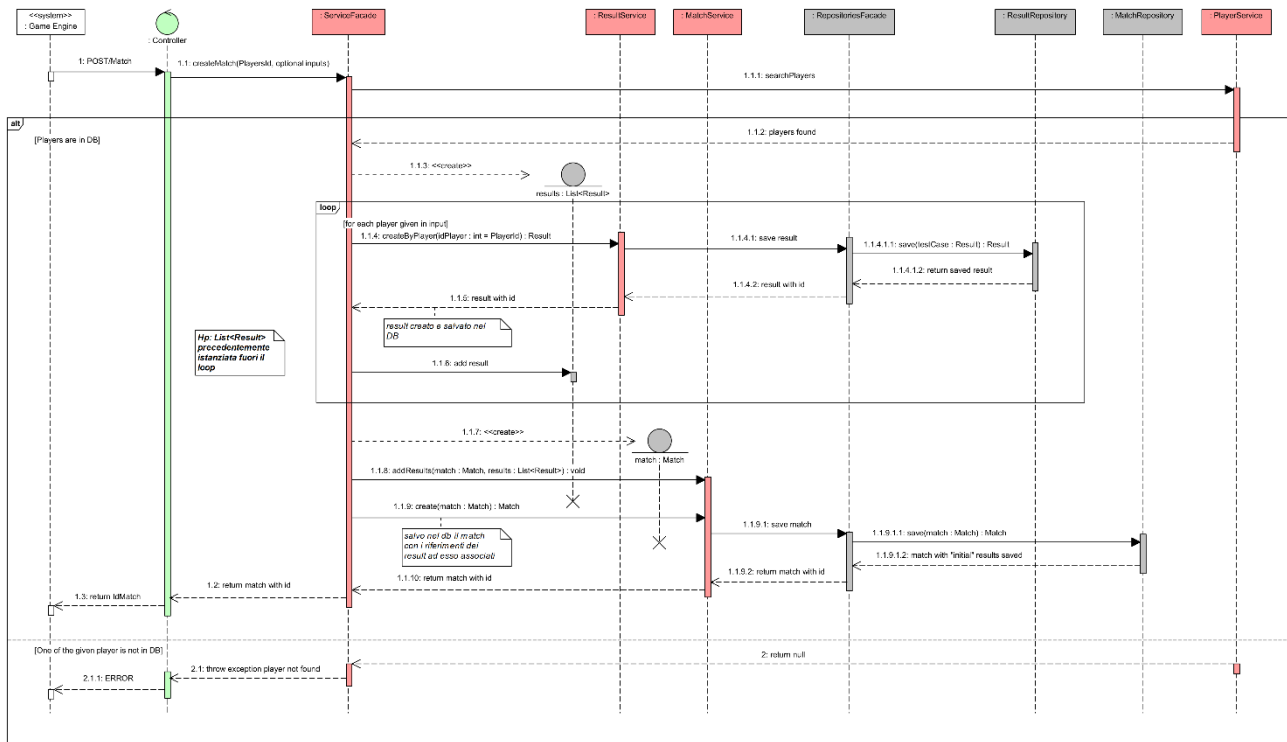 <<system>>
: Game Engine
: Controller
: ServiceFacade
: ResultService
: MatchService
: RepositoriesFacade
: ResultRepository
: MatchRepository
: PlayerService
1: POST/Match
1.1: createMatch(PlayersId, optional inputs)
1.1.1: searchPlayers
alt
[Players are in DB]
1.1.2: players found
1.1.3: <<create>>
results : List<Result>
loop
[for each player given in input]
1.1.4: createByPlayer(idPlayer : int = PlayerId) : Result
1.1.4.1: save result
1.1.4.1.1: save(testCase : Result) : Result
1.1.4.1.2: return saved result
1.1.4.2: result with id
1.1.5: result with id
result creato e salvato nel
DB
Hp: List<Result>
precedentemente
istanziata fuori il
loop
1.1.6: add result
1.1.7: <<create>>
match : Match
1.1.8: addResults(match : Match, results : List<Result>) : void
1.1.9: create(match : Match) : Match
salvo nel db il match
con i riferimenti dei
result ad esso associati
1.1.9.1: save match
1.1.9.1.1: save(match : Match) : Match
1.1.9.1.2: match with "initial" results saved
1.1.9.2: return match with id
1.1.10: return match with id
1.2: return match with id
1.3: return IdMatch
[One of the given player is not in DB]
2: return null
2.1: throw exception player not found
2.1.1: ERROR